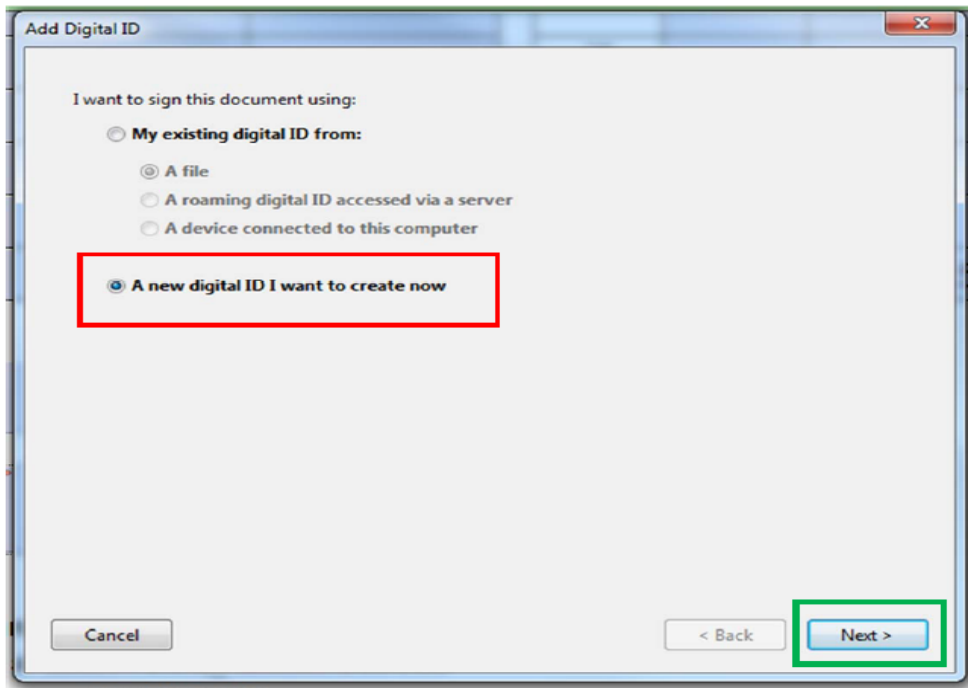 Add Digital ID
I want to sign this document using:
My existing digital ID from:
A file
A roaming digital ID accessed via a server
A device connected to this computer
A new digital ID I want to create now
Cancel
< Back
Next >